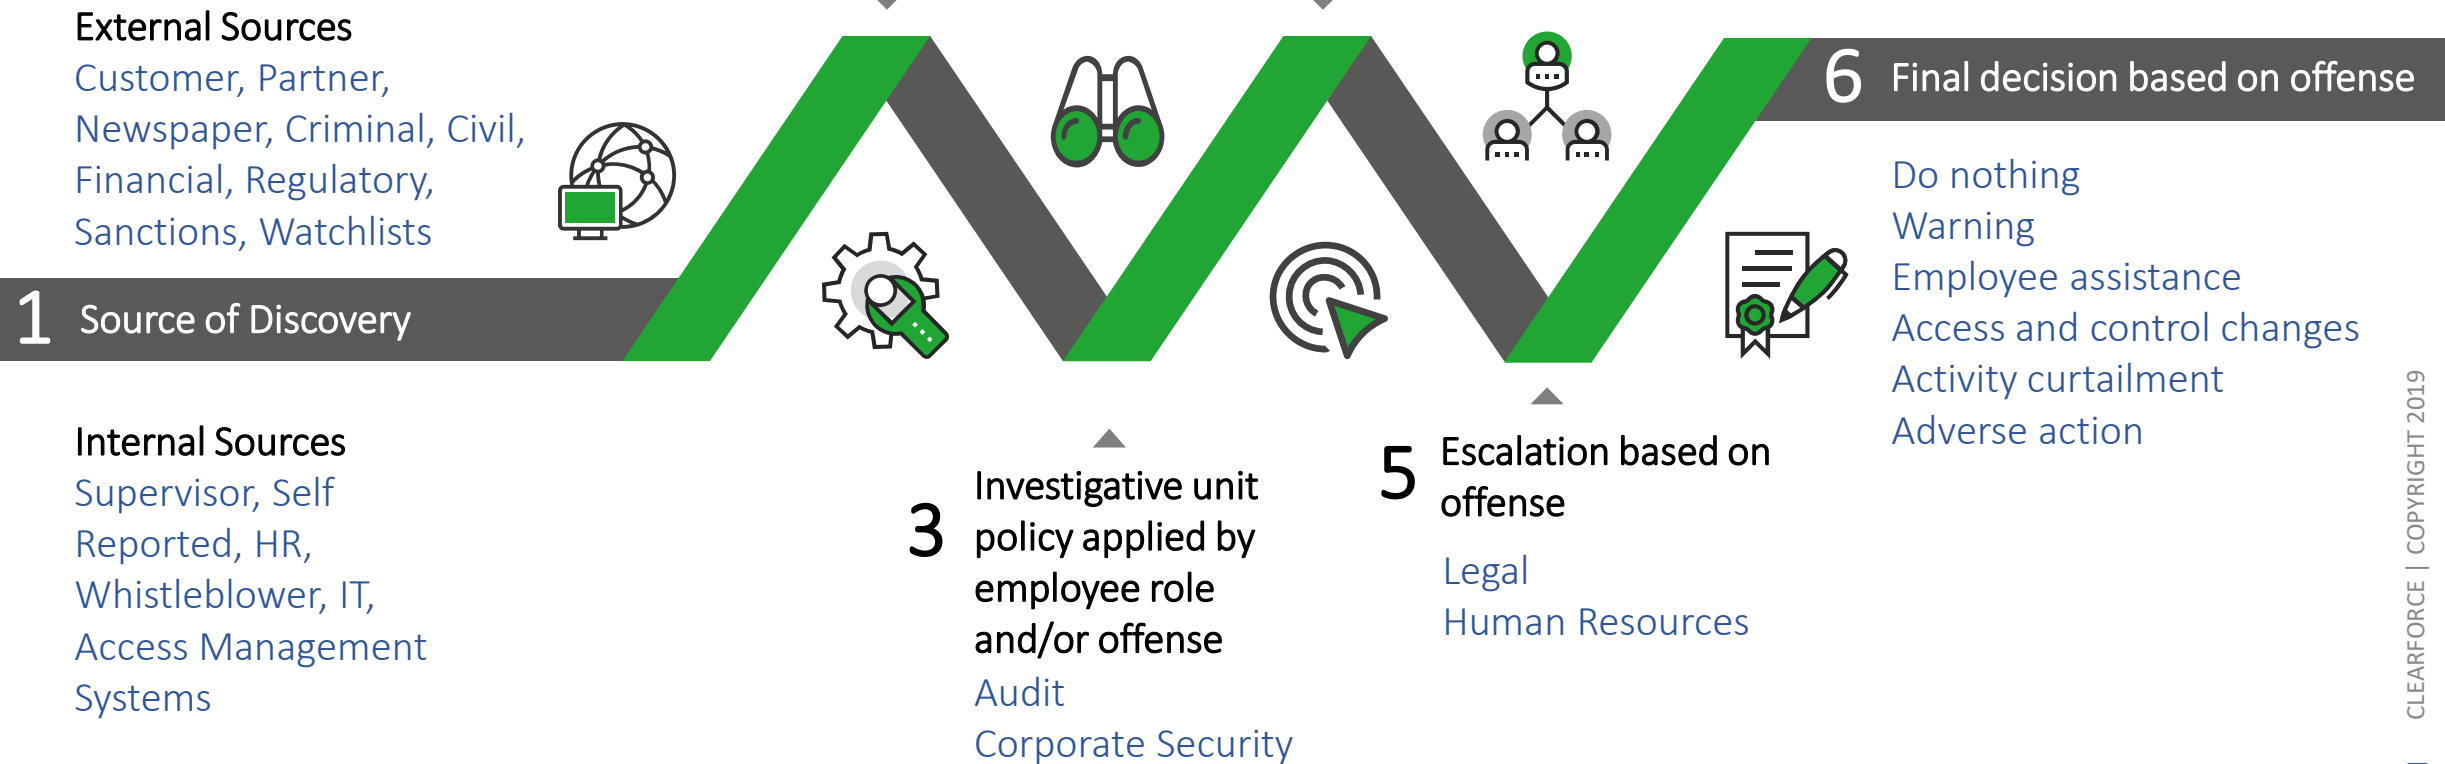 External Sources
Customer, Partner,
Newspaper, Criminal, Civil,
Financial, Regulatory,
Sanctions, Watchlists
1 Source of Discovery
Internal Sources
Supervisor, Self
Reported, HR,
Whistleblower, IT,
Access Management
Systems
3
Investigative unit
policy applied by
employee role
and/or offense
Audit
Corporate Security
5
Escalation based on
offense
Legal
Human Resources
6 Final decision based on offense
Do nothing
Warning
Employee assistance
Access and control changes
Activity curtailment
Adverse action
CLEARFORCE | COPYRIGHT 2019